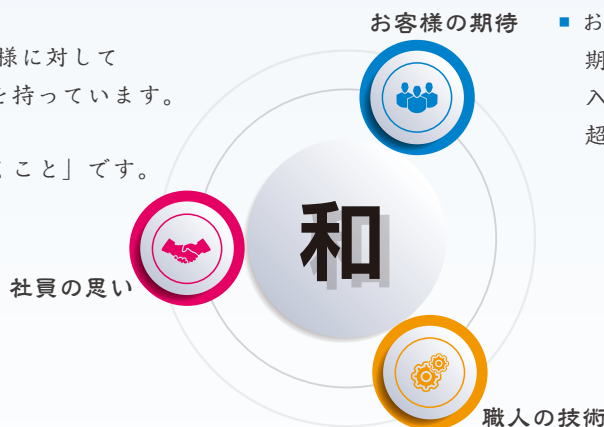 お客様の期待
様に対して
を持っています。
こと」です。
■ お
期
入
超
和
社員の思い
職人の技術